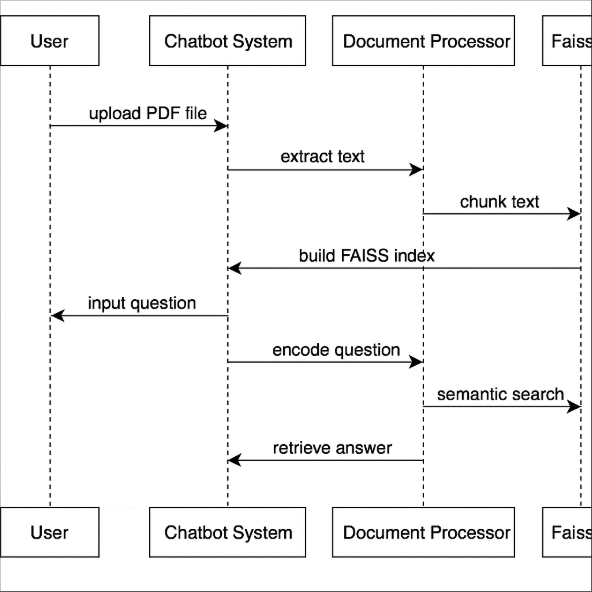 User
Chatbot System
Document Processor
Faiss
upload PDF file
extract text
chunk text
build FAISS index
input question
encode question
semantic search
retrieve answer
User
Chatbot System
Document Processor
Faiss